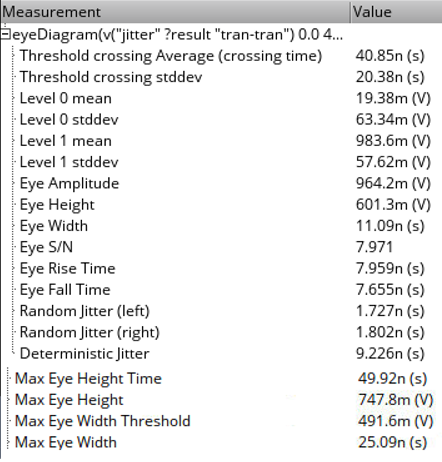 Measurement Value
eyeDiagram(v("jitter" ?result "tran-tran") 0.0 4...
Threshold crossing Average (crossing time) 40.85n (s)
Threshold crossing stddev 20.38n (s)
Level 0 mean 19.38m (V)
Level 0 stddev 63.34m (V)
Level 1 mean 983.6m (V)
Level 1 stddev 57.62m (V)
Eye Amplitude 964.2m (V)
Eye Height 601.3m (V)
Eye Width 11.09n (s)
Eye S/N 7.971
Eye Rise Time 7.959n (s)
Eye Fall Time 7.655n (s)
Random Jitter (left) 1.727n (s)
Random Jitter (right) 1.802n (s)
Deterministic Jitter 9.226n (s)
Max Eye Height Time 49.92n (s)
Max Eye Height 747.8m (V)
Max Eye Width Threshold 491.6m (V)
Max Eye Width 25.09n (s)